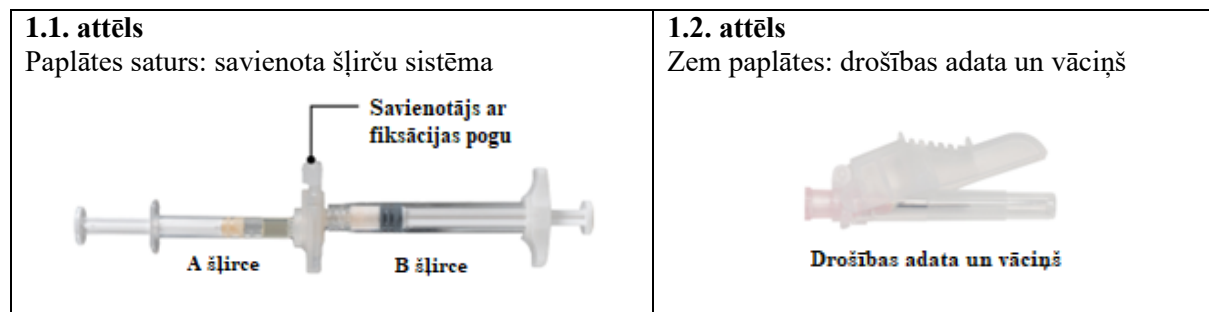 1.1. attēls
Paplātes saturs: savienota šļirču sistēma
Savienotājs ar
fiksācijas pogu
A šļirce
B šļirce
1.2. attēls
Zem paplātes: drošības adata un vāciņš
Drošības adata un vāciņš